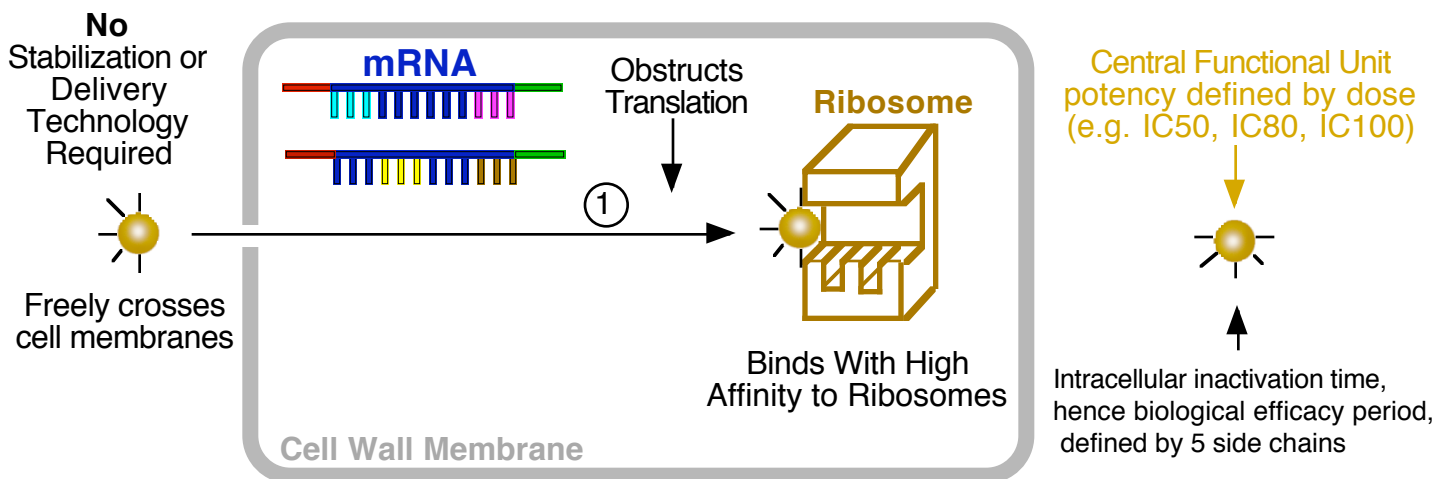 No
Stabilization or
Delivery
Technology
Required
Freely crosses
cell membranes
mRNA
Obstructs
Translation
1
Ribosome
Binds With High
Affinity to Ribosomes
Cell Wall Membrane
Central Functional Unit
potency defined by dose
(e.g. IC50, IC80, IC100)
Intracellular inactivation time,
hence biological efficacy period,
defined by 5 side chains